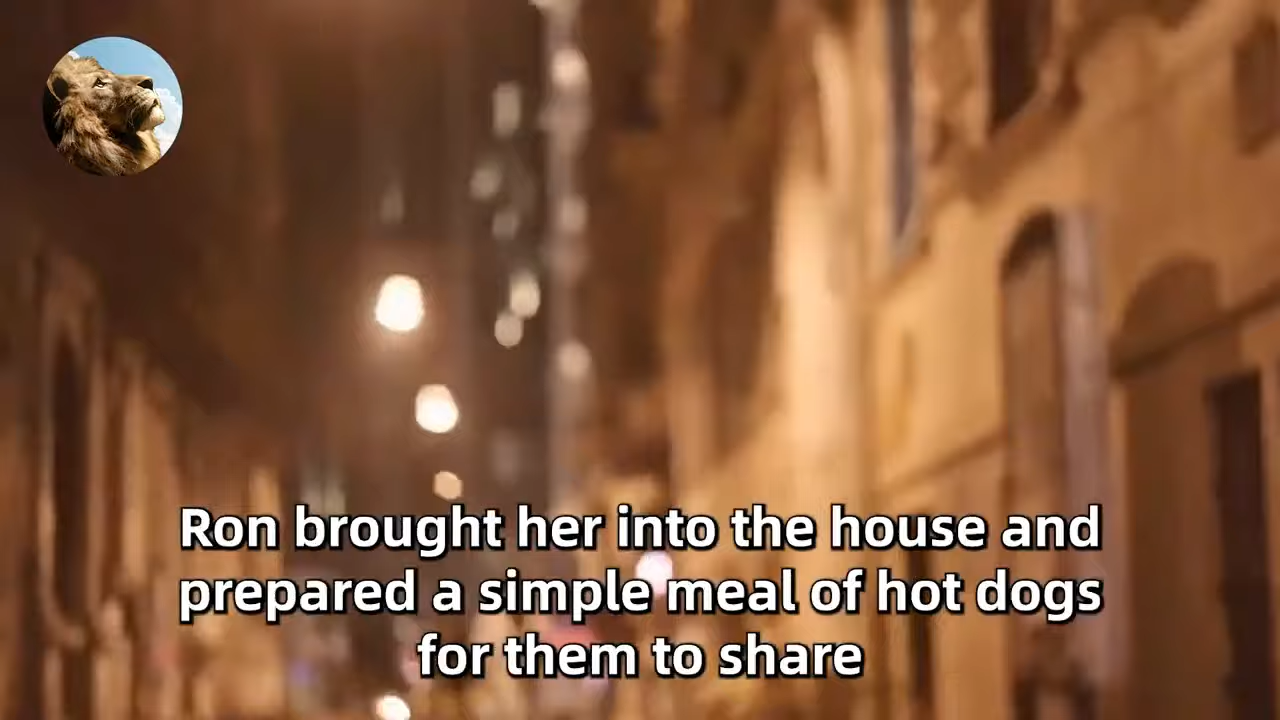 Ron brought her into the house and
prepared a simple meal of hot dogs
for them to share